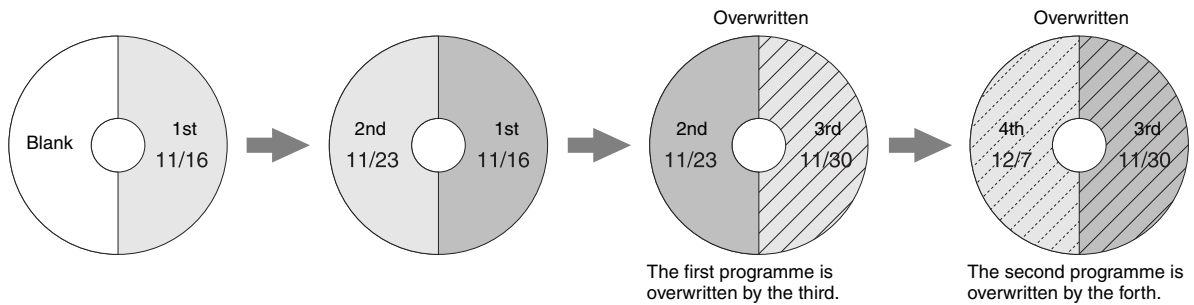 Blank
1st
11/16
2nd
11/23
1st
11/16
Overwritten
2nd
11/23
3rd
11/30
The first programme is
overwritten by the third.
Overwritten
4th
12/7
3rd
11/30
The second programme is
overwritten by the forth.